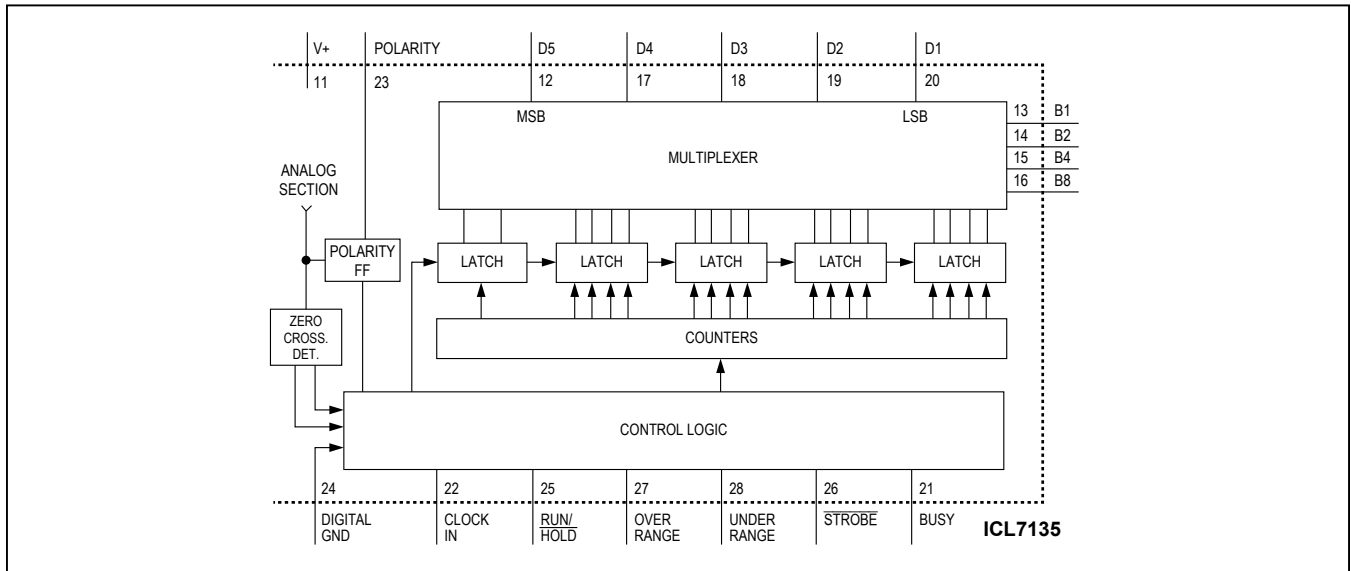 V+ POLARITY D5 D4 D3 D2 D1
11 23 12 17 18 19 20
MSB LSB
13 B1
14 B2
MULTIPLEXER
15 B4
16 B8
ANALOG
SECTION
POLARITY
FF
LATCH LATCH LATCH LATCH LATCH
ZERO
CROSS.
DET.
COUNTERS
CONTROL LOGIC
24 22 25 27 28 26 21
DIGITAL
GND
CLOCK
IN
RUN/
HOLD
OVER
RANGE
UNDER
RANGE
STROBE
BUSY
ICL7135